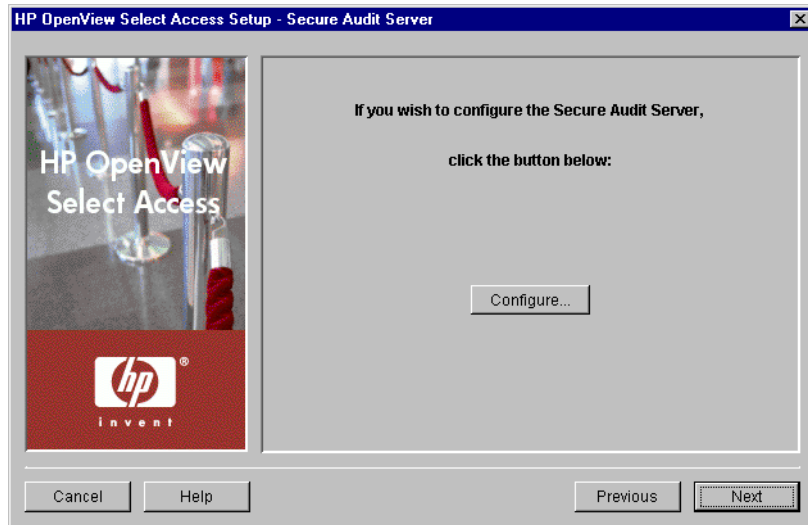 HP OpenView Select Access Setup - Secure Audit Server
HP OpenView
Select Access
hp
®
invent
If you wish to configure the Secure Audit Server,
click the button below:
Configure...
Cancel
Help
Previous
Next